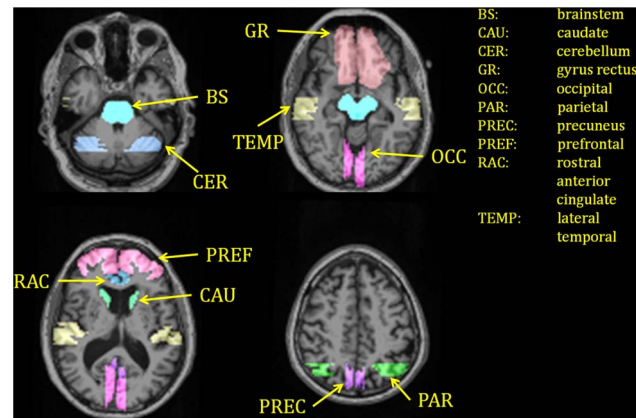 GR
BS
TEMP
CER
OCC
BS: brainstem
CAU: caudate
CER: cerebellum
GR: gyrus rectus
OCC: occipital
PAR: parietal
PREC: precuneus
PREF: prefrontal
RAC: rostral
anterior
cingulate
TEMP: lateral
temporal
PREF
RAC
CAU
PREC
PAR